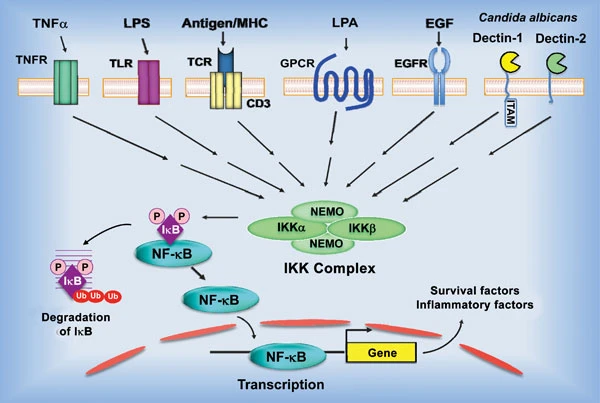 TNFα
LPS
Antigen/MHC
LPA
EGF
Candida albicans
Dectin-1
Dectin-2
TNFR
TLR
TCR
GPCR
EGFR
CD3
ITAM
NEMO
IKKα
IKKβ
NEMO
IKK Complex
P P
IκB
NF-κB
P P
IκB
Ub Ub Ub
Degradation
of IκB
NF-κB
Survival factors
Inflammatory factors
NF-κB
Gene
Transcription